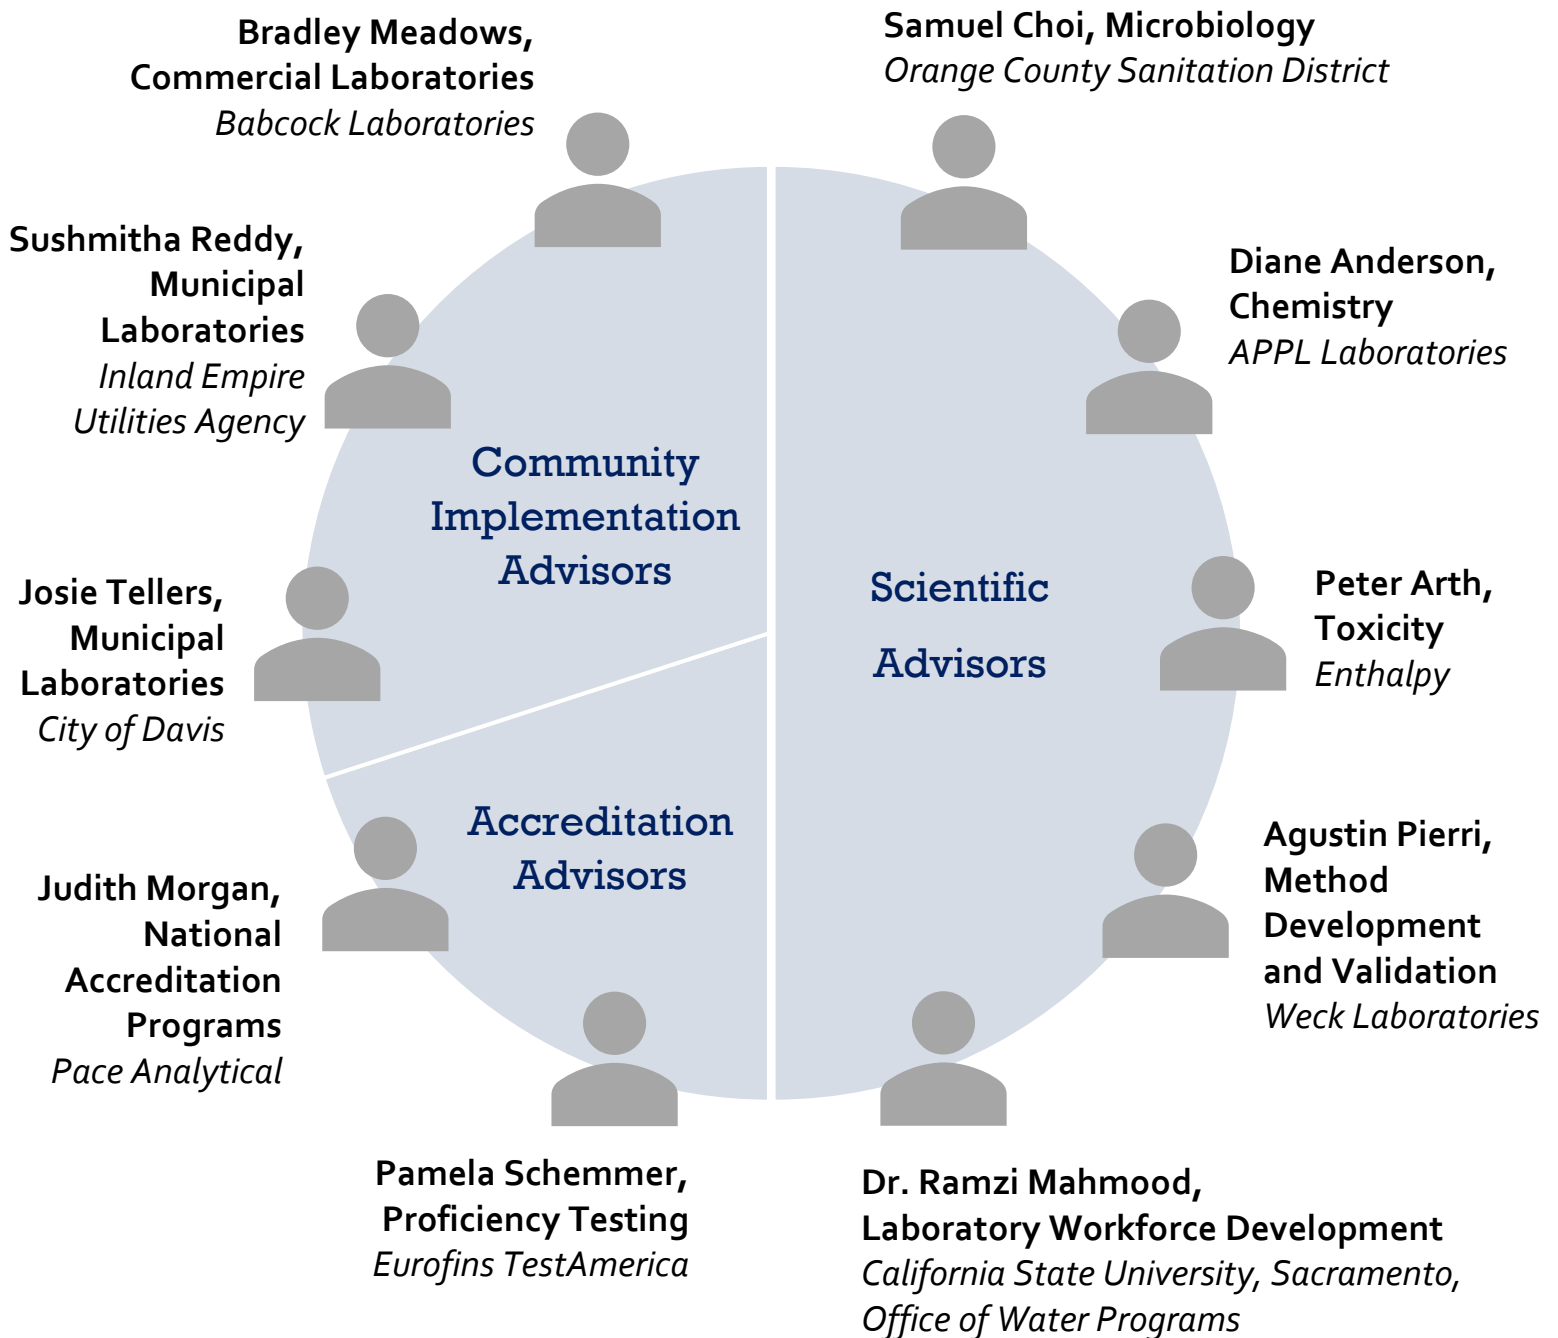 Bradley Meadows,
Commercial Laboratories
Babcock Laboratories
Samuel Choi, Microbiology
Orange County Sanitation District
Sushmitha Reddy,
Municipal
Laboratories
Inland Empire
Utilities Agency
Diane Anderson,
Chemistry
APPL Laboratories
Community
Implementation
Advisors
Scientific
Advisors
Josie Tellers,
Municipal
Laboratories
City of Davis
Peter Arth,
Toxicity
Enthalpy
Accreditation
Advisors
Judith Morgan,
National
Accreditation
Programs
Pace Analytical
Agustin Pierri,
Method
Development
and Validation
Weck Laboratories
Pamela Schemmer,
Proficiency Testing
Eurofins TestAmerica
Dr. Ramzi Mahmood,
Laboratory Workforce Development
California State University, Sacramento,
Office of Water Programs